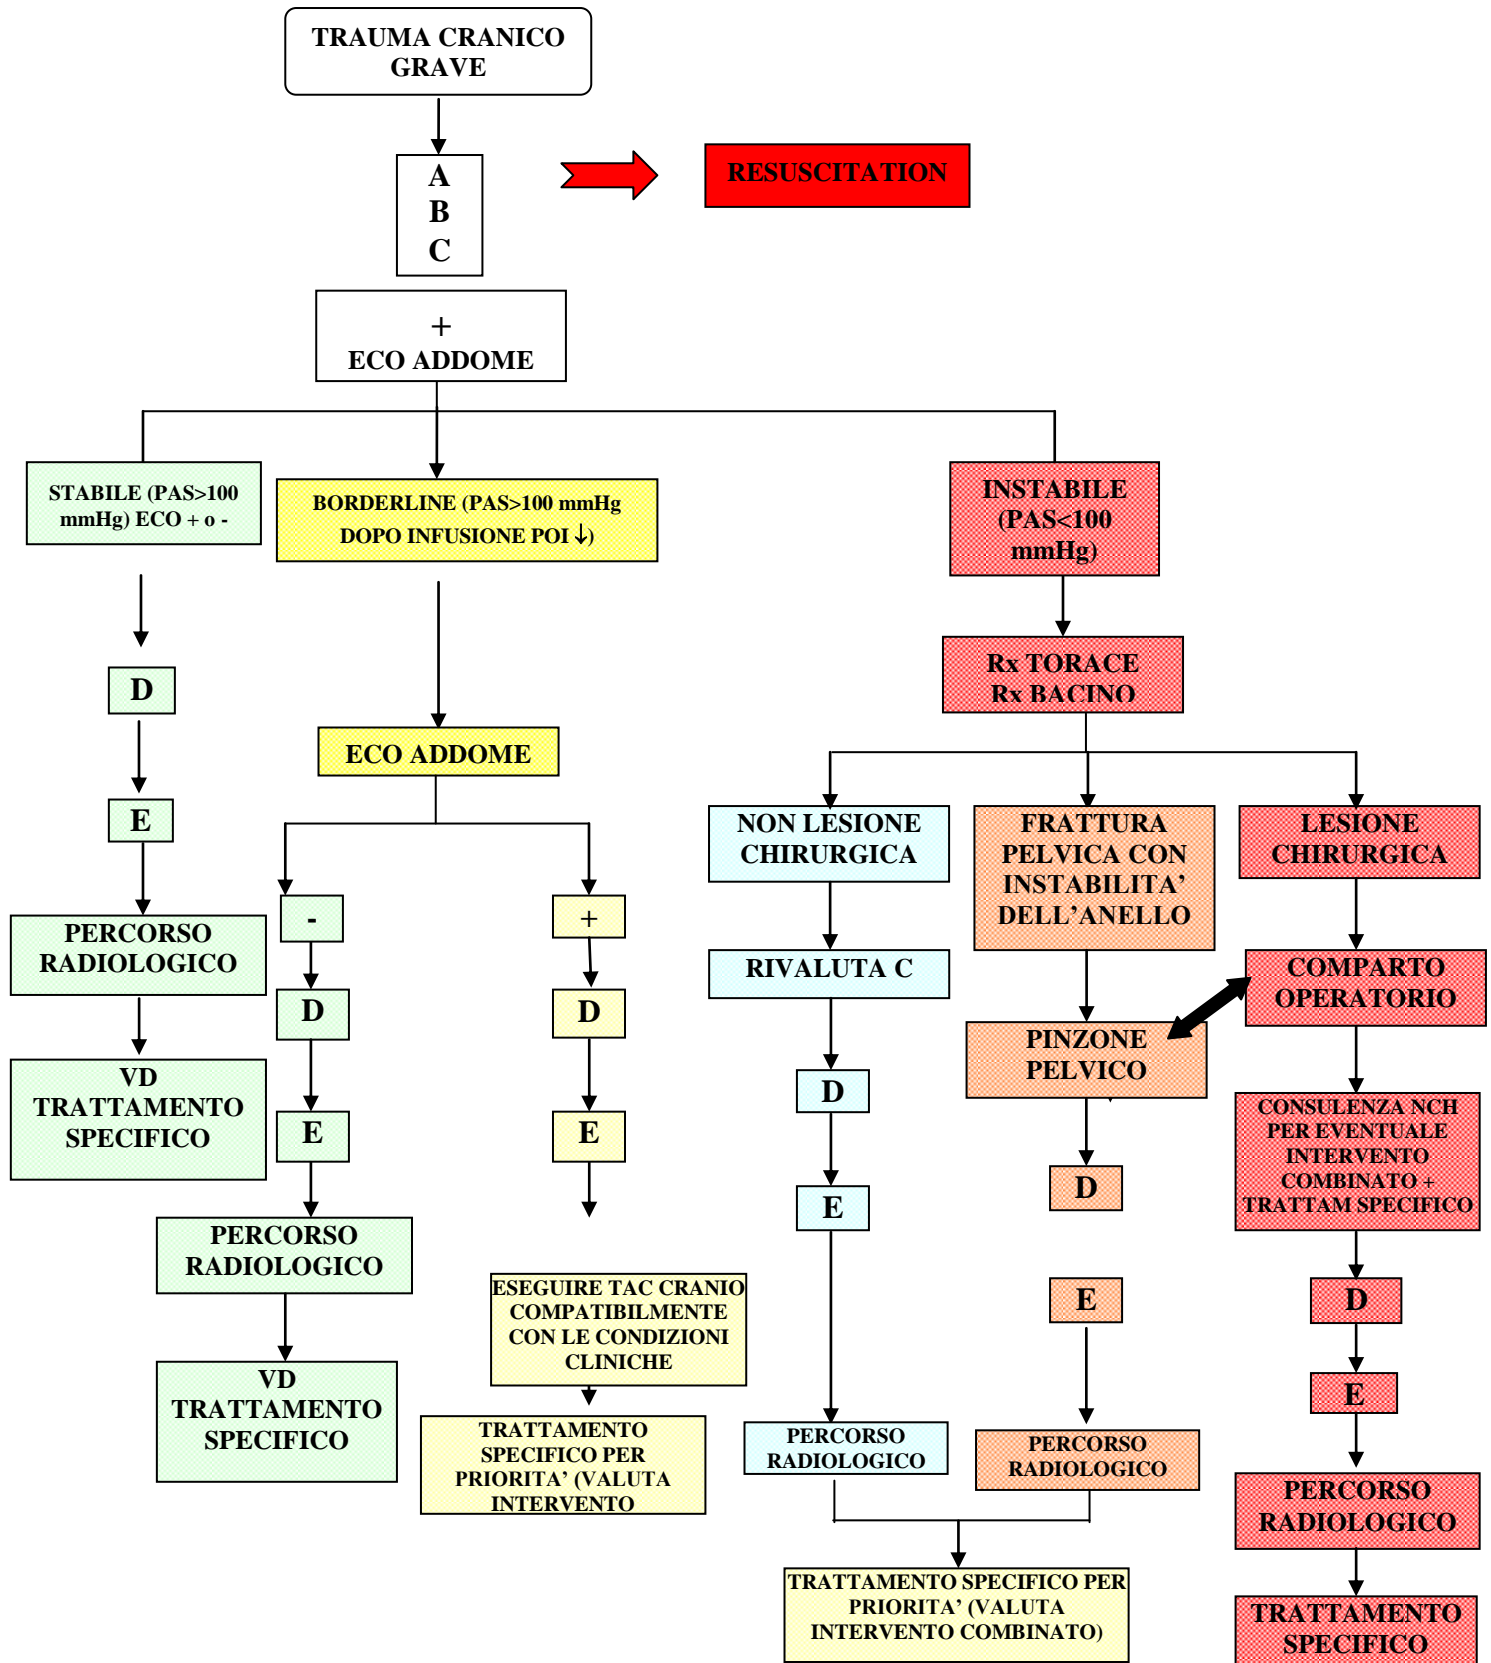 TRAUMA CRANICO
GRAVE
A
B
C
RESUSCITATION
+
ECO ADDOME
STABILE (PAS>100
mmHg) ECO + o -
BORDERLINE (PAS>100 mmHg
DOPO INFUSIONE POI ↓)
INSTABILE
(PAS<100
mmHg)
D
E
PERCORSO
RADIOLOGICO
VD
TRATTAMENTO
SPECIFICO
ECO ADDOME
-
D
E
PERCORSO
RADIOLOGICO
VD
TRATTAMENTO
SPECIFICO
+
D
E
ESEGUIRE TAC CRANIO
COMPATIBILMENTE
CON LE CONDIZIONI
CLINICHE
TRATTAMENTO
SPECIFICO PER
PRIORITA’ (VALUTA
INTERVENTO
Rx TORACE
Rx BACINO
NON LESIONE
CHIRURGICA
RIVALUTA C
D
E
PERCORSO
RADIOLOGICO
FRATTURA
PELVICA CON
INSTABILITA’
DELL’ANELLO
PINZONE
PELVICO
D
E
PERCORSO
RADIOLOGICO
TRATTAMENTO SPECIFICO PER
PRIORITA’ (VALUTA
INTERVENTO COMBINATO)
LESIONE
CHIRURGICA
COMPARTO
OPERATORIO
CONSULENZA NCH
PER EVENTUALE
INTERVENTO
COMBINATO +
TRATTAM SPECIFICO
D
E
PERCORSO
RADIOLOGICO
TRATTAMENTO
SPECIFICO